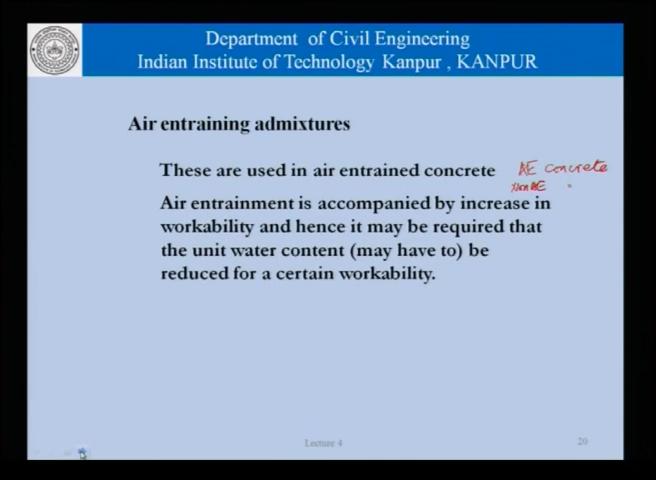 Department of Civil Engineering
Indian Institute of Technology Kanpur , KANPUR
Air entraining admixtures
These are used in air entrained concrete AE concrete
non AE
Air entrainment is accompanied by increase in
workability and hence it may be required that
the unit water content (may have to) be
reduced for a certain workability.
Lecture 4
20